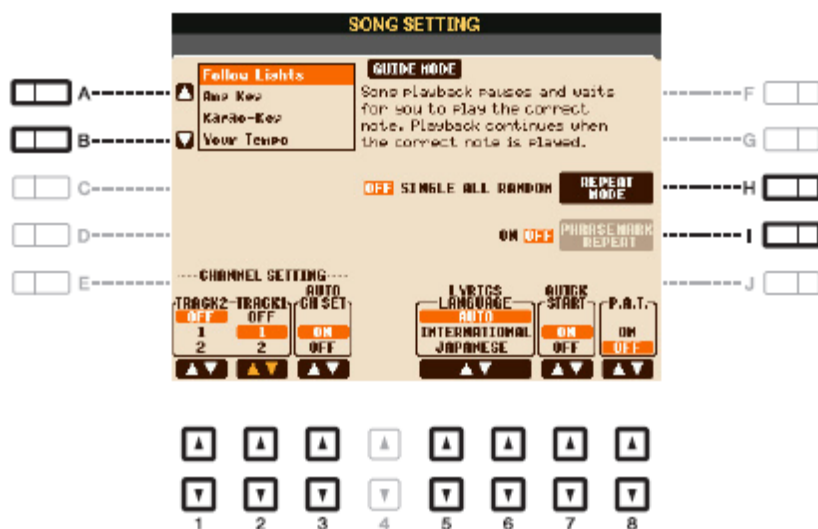 SONG SETTING
Follow Lights
Any Key
Karao-Key
Your Tempo
GUIDE MODE
Song playback pauses and waits
for you to play the correct
note. Playback continues when
the correct note is played.
A
B
C
D
E
F
G
H
I
J
OFF SINGLE ALL RANDOM
REPEAT
MODE
ON OFF
PHRASE MARK
REPEAT
CHANNEL SETTING
TRACK2
OFF
1
2
TRACK1
OFF
1
2
AUTO
CH SET
ON
OFF
LYRICS
LANGUAGE
AUTO
INTERNATIONAL
JAPANESE
QUICK
START
ON
OFF
P.A.T.
ON
OFF
1 2 3 4 5 6 7 8